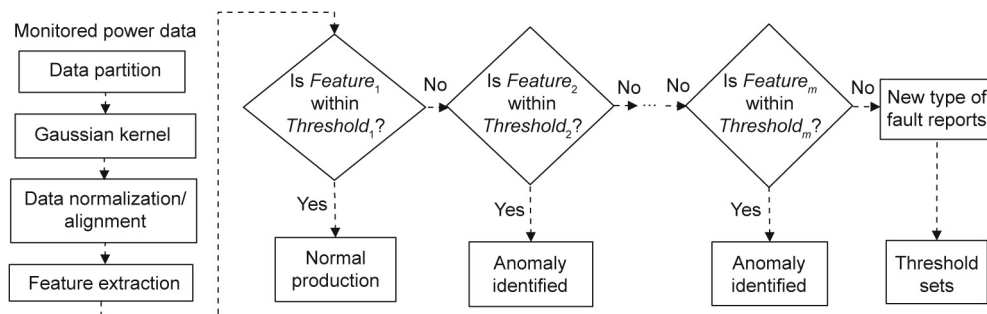 Monitored power data
Data partition
Gaussian kernel
Data normalization/
alignment
Feature extraction
Is Feature₁
within
Threshold₁?
No
Yes
Normal
production
Is Feature₂
within
Threshold₂?
No
...
No
Yes
Anomaly
identified
Is Featureₘ
within
Thresholdₘ?
No
Yes
Anomaly
identified
New type of
fault reports
Threshold
sets